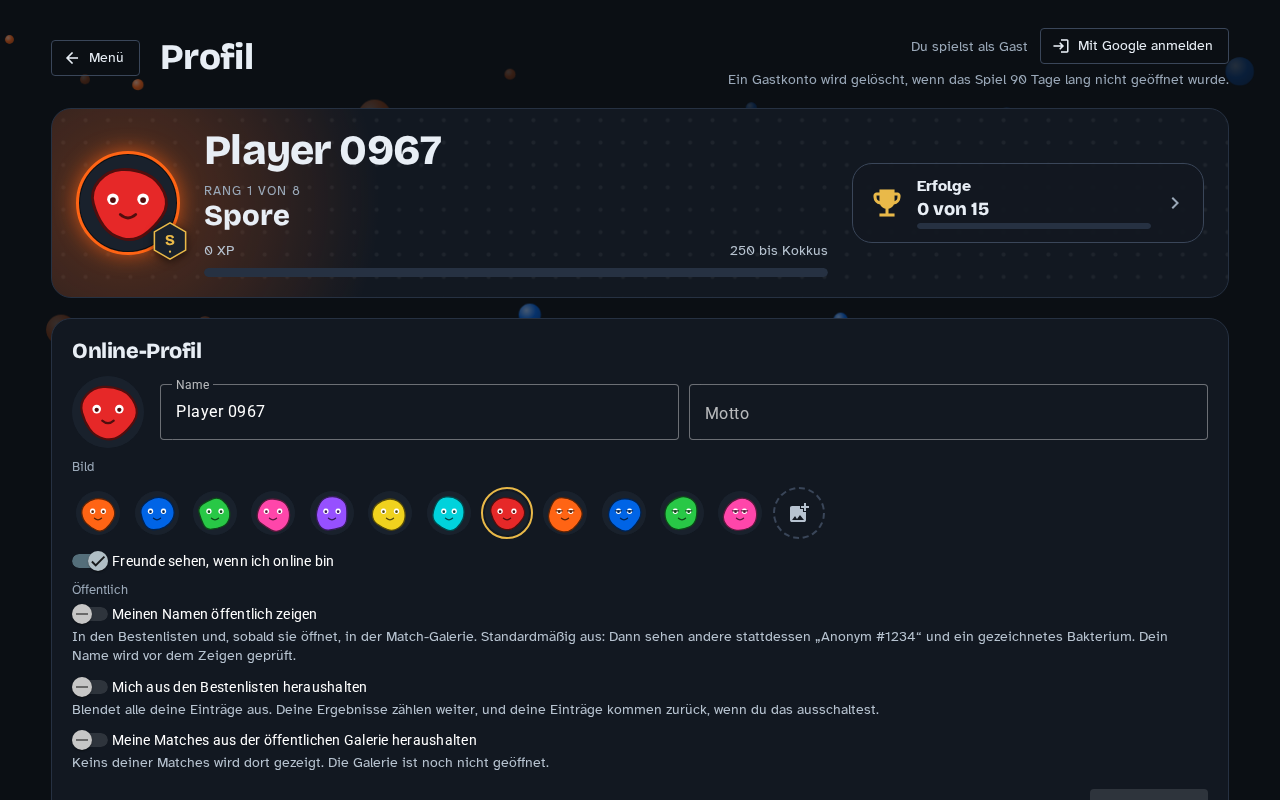 Menü
Profil
Du spielst als Gast
Mit Google anmelden
Ein Gastkonto wird gelöscht, wenn das Spiel 90 Tage lang nicht geöffnet wurde.
Player 0967
RANG 1 VON 8
Spore
S
0 XP
250 bis Kokkus
Erfolge
0 von 15
Online-Profil
Name
Player 0967
Motto
Bild
Freunde sehen, wenn ich online bin
Öffentlich
Meinen Namen öffentlich zeigen
In den Bestenlisten und, sobald sie öffnet, in der Match-Galerie. Standardmäßig aus: Dann sehen andere stattdessen „Anonym #1234“ und ein gezeichnetes Bakterium. Dein
Name wird vor dem Zeigen geprüft.
Mich aus den Bestenlisten heraushalten
Blendet alle deine Einträge aus. Deine Ergebnisse zählen weiter, und deine Einträge kommen zurück, wenn du das ausschaltest.
Meine Matches aus der öffentlichen Galerie heraushalten
Keins deiner Matches wird dort gezeigt. Die Galerie ist noch nicht geöffnet.